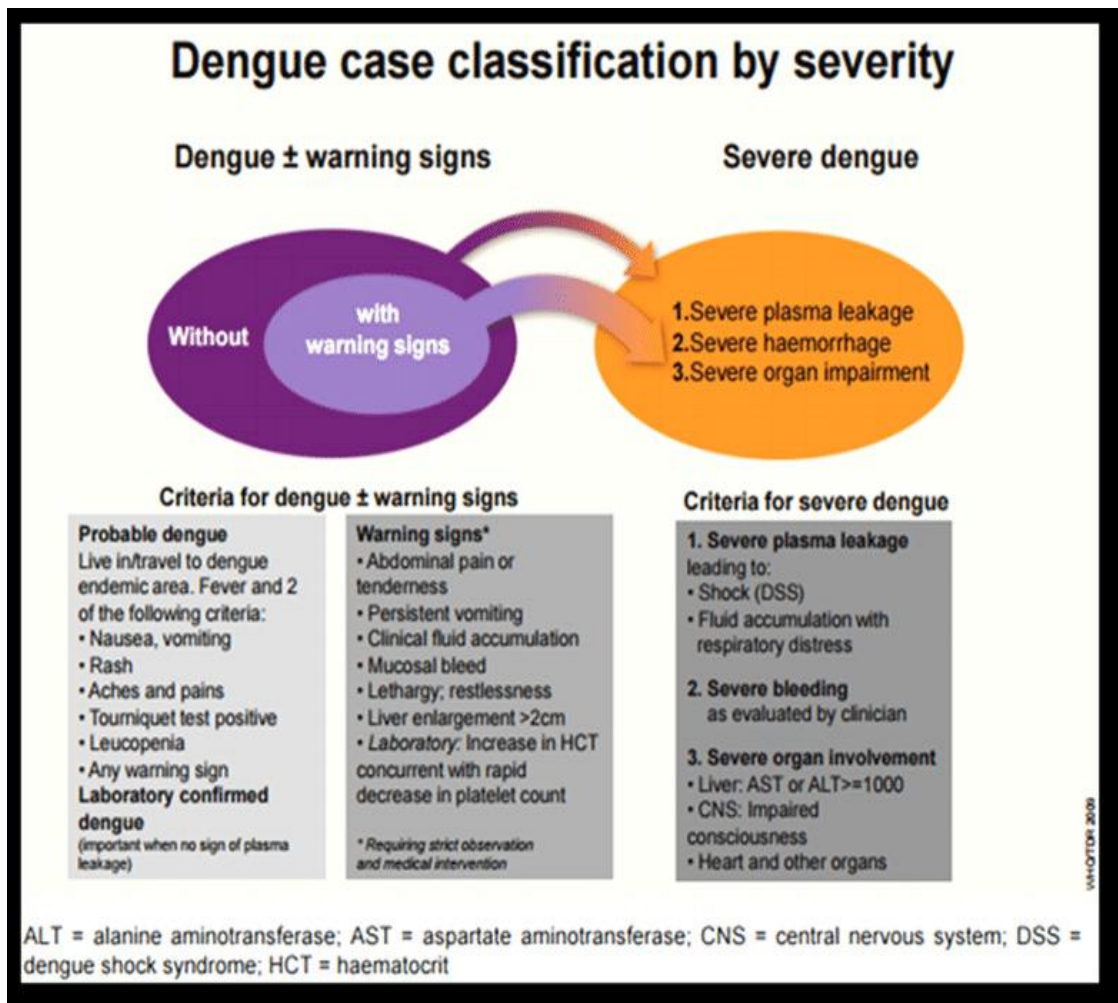 Dengue case classification by severity
Dengue ± warning signs
Severe dengue
Without
with
warning signs
1.Severe plasma leakage
2.Severe haemorrhage
3.Severe organ impairment
Criteria for dengue ± warning signs
Probable dengue
Live in/travel to dengue
endemic area. Fever and 2
of the following criteria:
• Nausea, vomiting
• Rash
• Aches and pains
• Tourniquet test positive
• Leucopenia
• Any warning sign
Laboratory confirmed
dengue
(important when no sign of plasma
leakage)
Warning signs*
• Abdominal pain or
tenderness
• Persistent vomiting
• Clinical fluid accumulation
• Mucosal bleed
• Lethargy; restlessness
• Liver enlargement >2cm
• Laboratory: Increase in HCT
concurrent with rapid
decrease in platelet count
* Requiring strict observation
and medical intervention
Criteria for severe dengue
1. Severe plasma leakage
leading to:
• Shock (DSS)
• Fluid accumulation with
respiratory distress
2. Severe bleeding
as evaluated by clinician
3. Severe organ involvement
• Liver: AST or ALT>=1000
• CNS: Impaired
consciousness
• Heart and other organs
WHO/TDR 2009
ALT = alanine aminotransferase; AST = aspartate aminotransferase; CNS = central nervous system; DSS =
dengue shock syndrome; HCT = haematocrit